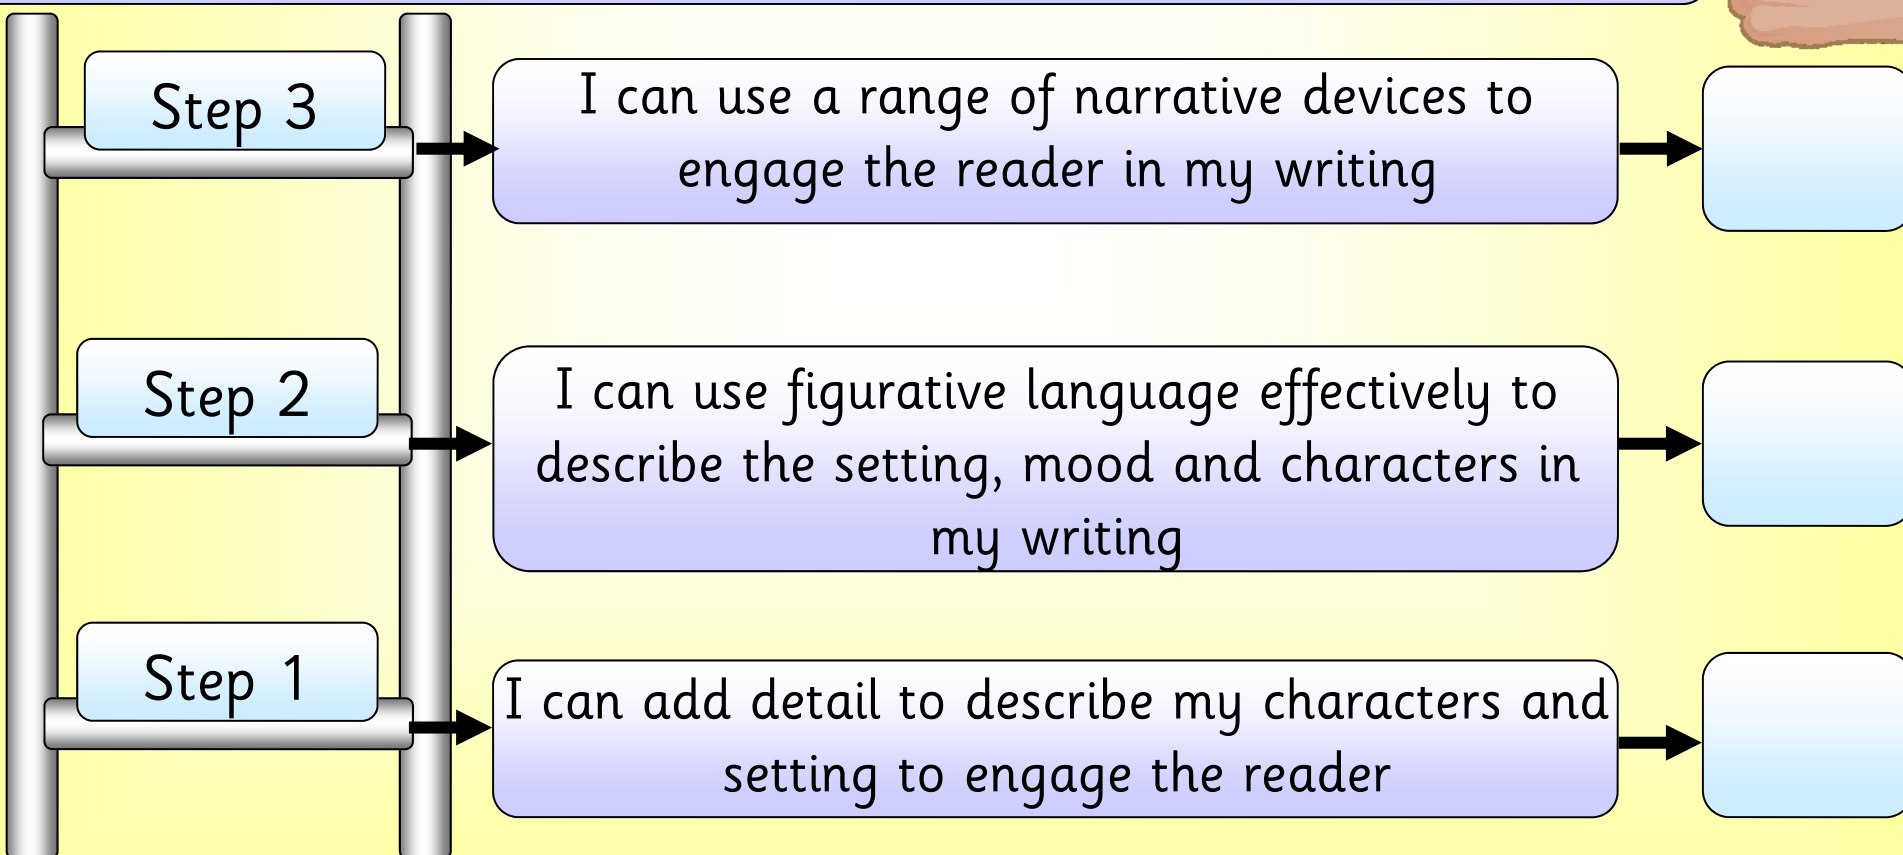 Step 3
I can use a range of narrative devices to
engage the reader in my writing
Step 2
I can use figurative language effectively to
describe the setting, mood and characters in
my writing
Step 1
I can add detail to describe my characters and
setting to engage the reader